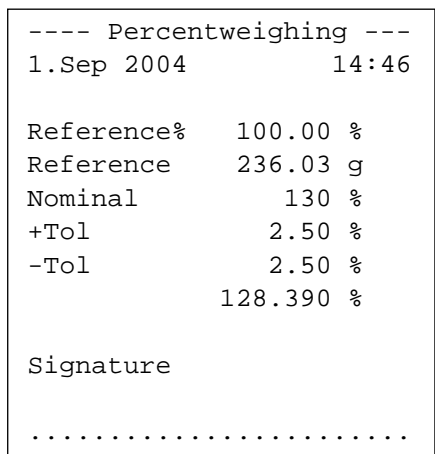 ---- Percentweighing ---
1.Sep 2004 14:46
Reference% 100.00 %
Reference 236.03 g
Nominal 130 %
+Tol 2.50 %
-Tol 2.50 %
128.390 %
Signature
........................